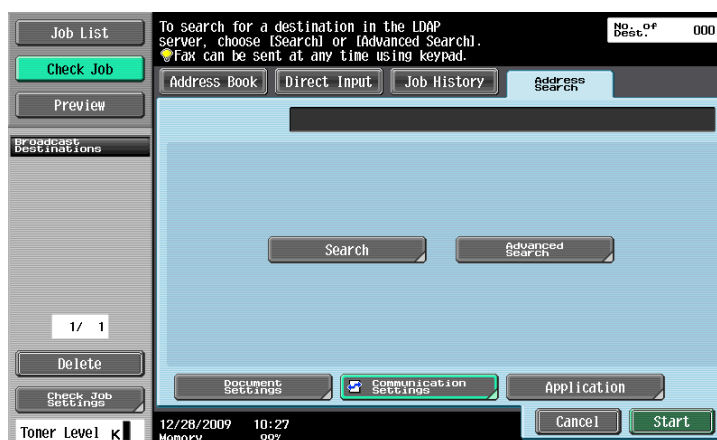 Job List
Check Job
Preview
Broadcast
Destinations
1/ 1
Delete
Check Job
Settings
Toner Level K
To search for a destination in the LDAP
server, choose [Search] or [Advanced Search].
Fax can be sent at any time using keypad.
No. of
Dest.
000
Address Book
Direct Input
Job History
Address
Search
Search
Advanced
Search
Document
Settings
Communication
Settings
Application
12/28/2009 10:27
Memory 99%
Cancel
Start